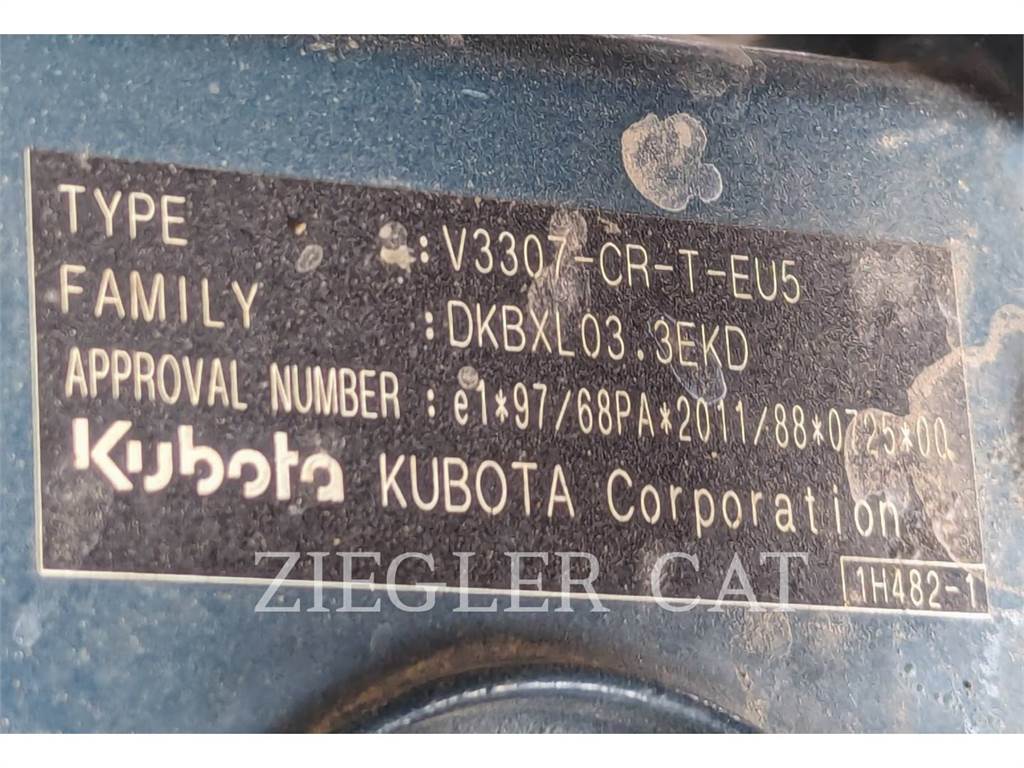 TYPE : V3307-CR-T-EU5
FAMILY : DKBXL03.3EKD
APPROVAL NUMBER : e1*97/68PA*2011/88*0725*00
Kubota KUBOTA Corporation
ZIEGLER CAT
1H482-1